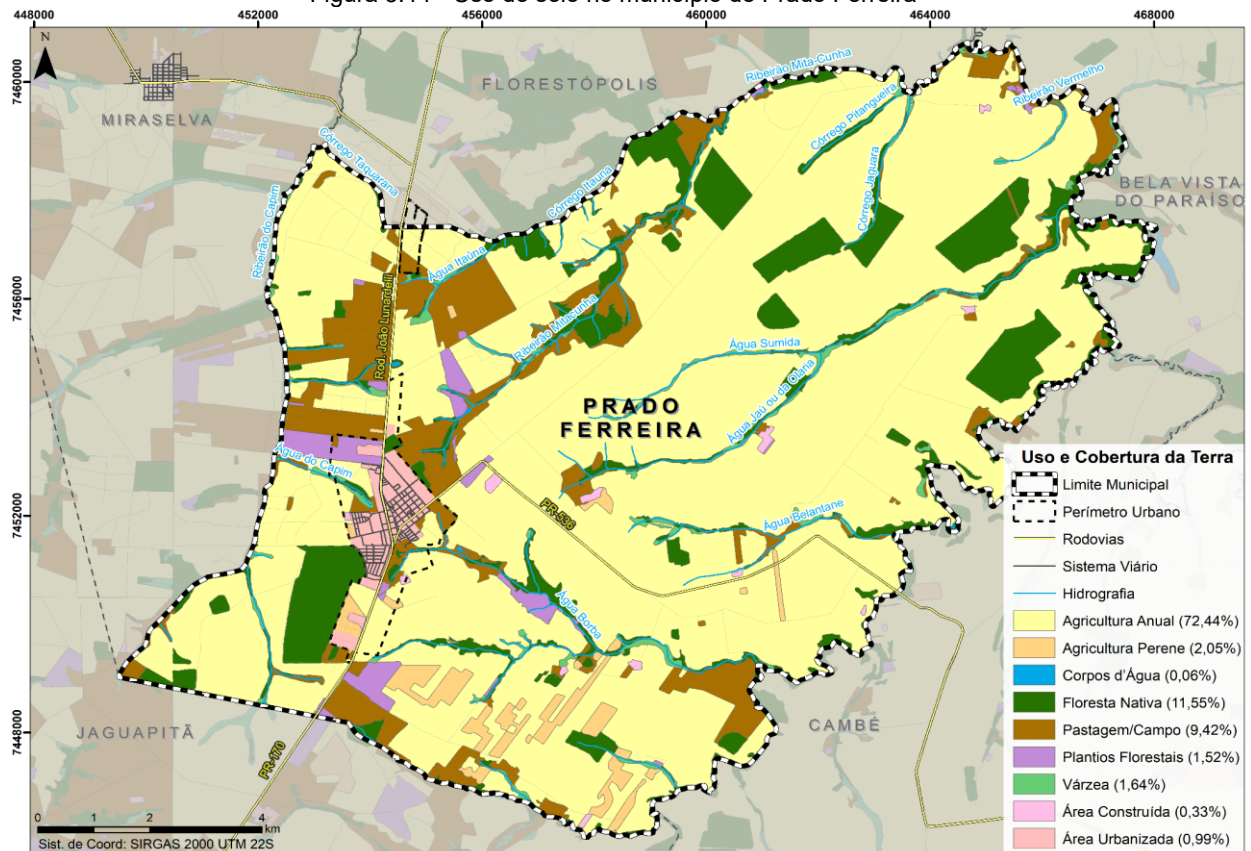 448000
452000
456000
460000
464000
468000
N
7460000
7456000
7452000
7448000
MIRASELVA
FLORESTÓPOLIS
BELA VISTA
DO PARAÍSO
JAGUAPITÃ
CAMBÉ
PRADO
FERREIRA
Ribeirão Mita-Cunha
Ribeirão Vermelho
Córrego Pitangueira
Córrego Jaguara
Córrego Taquarana
Córrego Itauna
Ribeirão do Capim
Água Itaúna
Rod. João Lunardeli
Ribeirão Mitacunha
Água Sumida
Água Jaú ou da Olaria
Água do Capim
PR-536
Água Belantane
Água Borba
PR-170
Uso e Cobertura da Terra
Limite Municipal
Perímetro Urbano
Rodovias
Sistema Viário
Hidrografia
Agricultura Anual (72,44%)
Agricultura Perene (2,05%)
Corpos d'Água (0,06%)
Floresta Nativa (11,55%)
Pastagem/Campo (9,42%)
Plantios Florestais (1,52%)
Várzea (1,64%)
Área Construída (0,33%)
Área Urbanizada (0,99%)
0 1 2 4
km
Sist. de Coord: SIRGAS 2000 UTM 22S